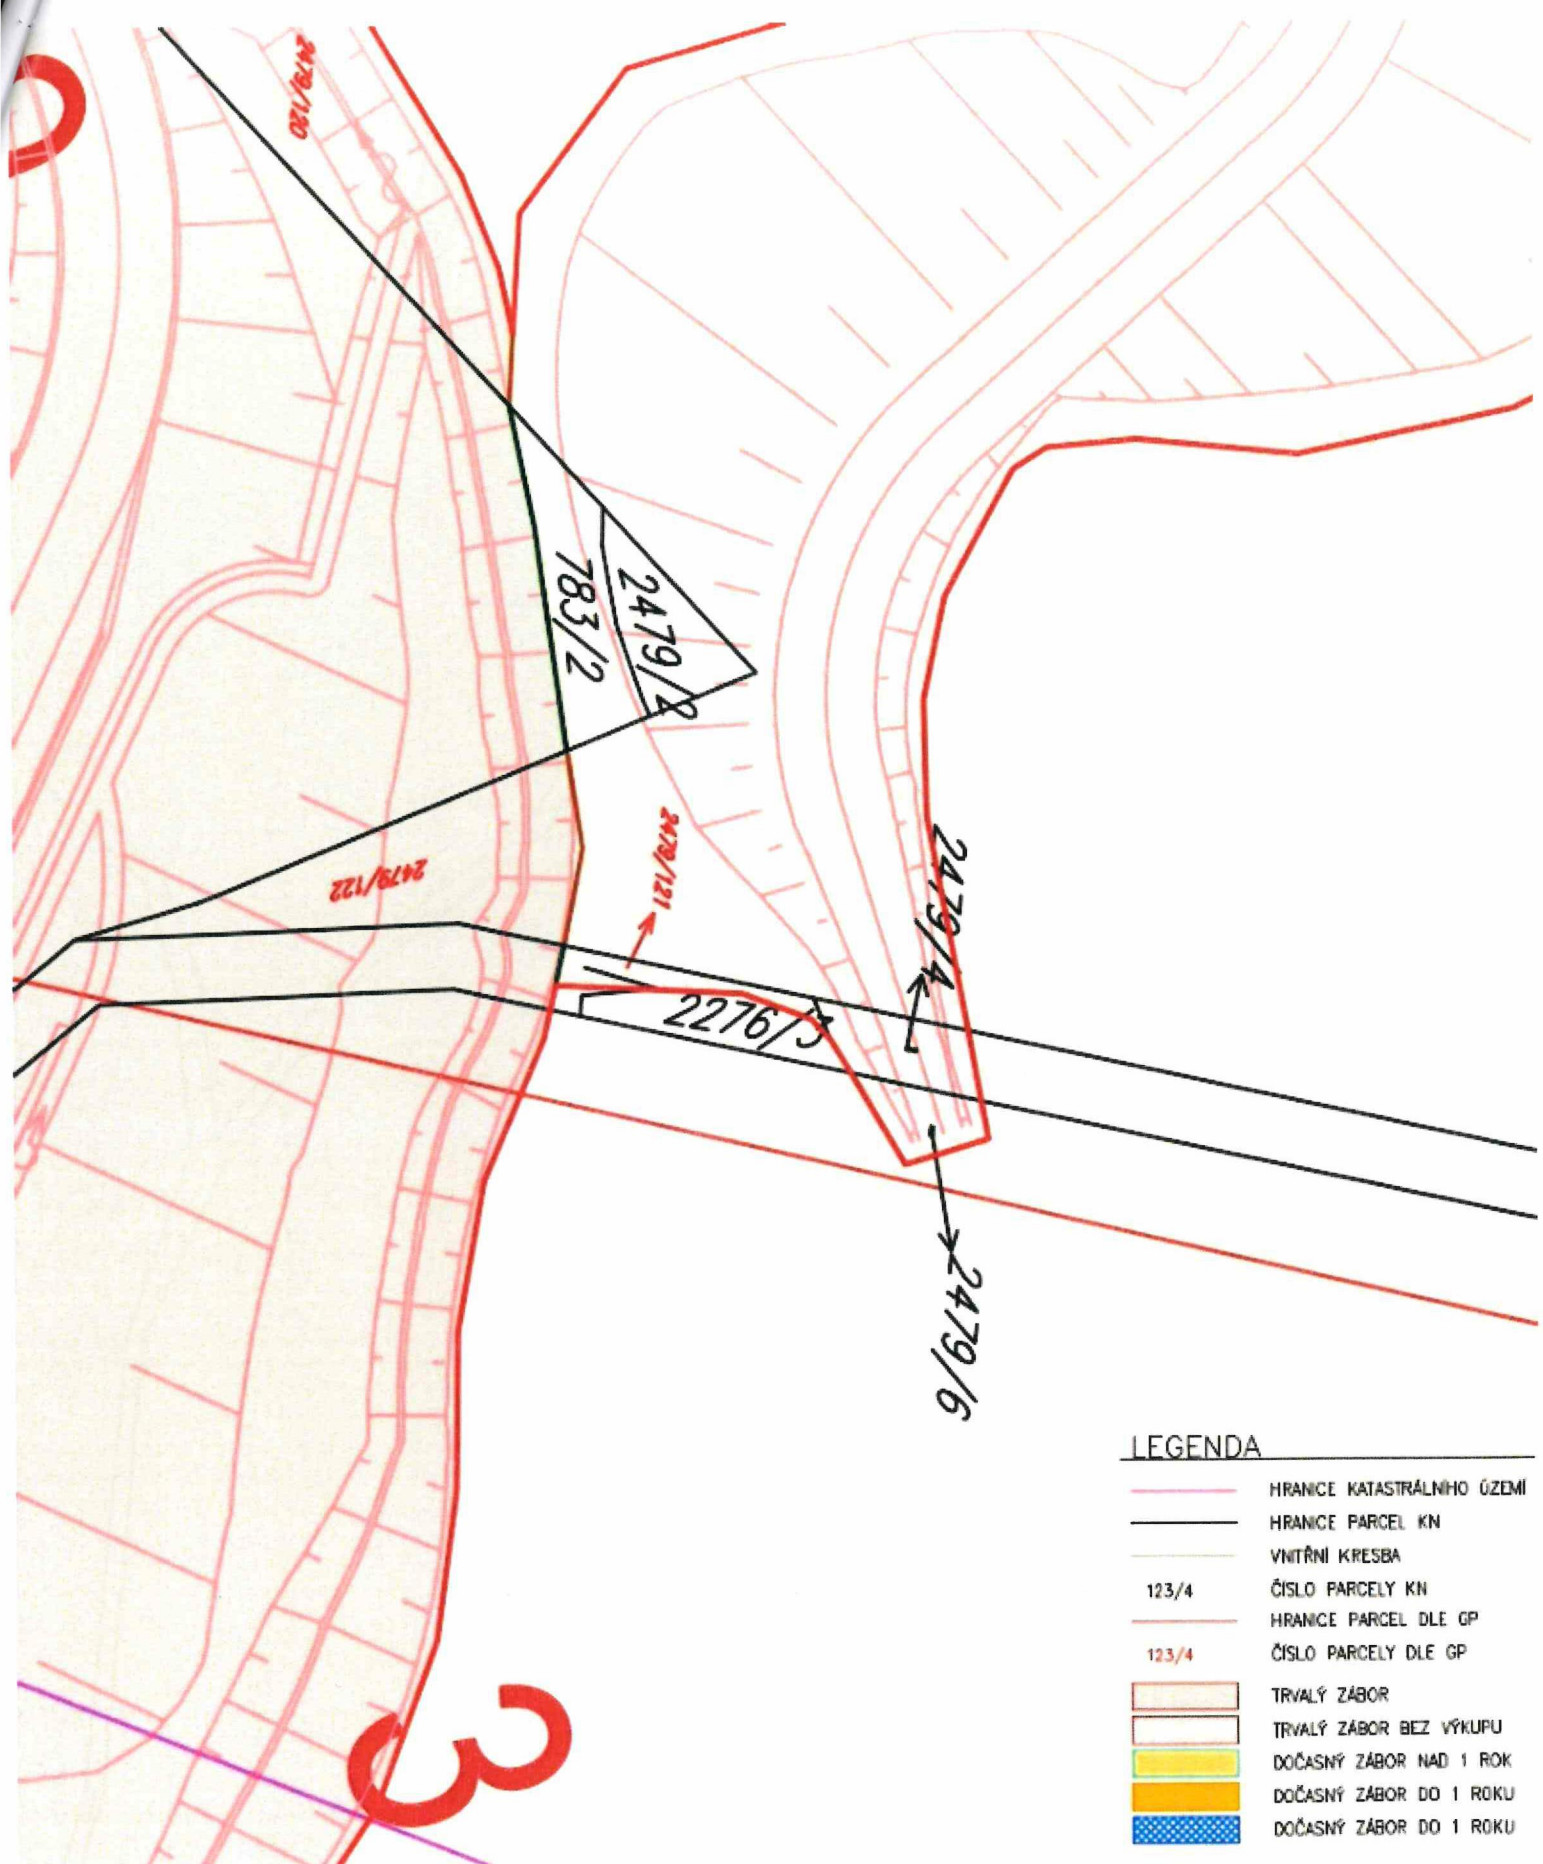 2479/120
783/2
2479/2
2479/122
2479/121
2479/4
2276/3
2479/6
3
LEGENDA
HRANICE KATASTRÁLNÍHO ÚZEMÍ
HRANICE PARCEL KN
VNITŘNÍ KRESBA
123/4 ČÍSLO PARCELY KN
HRANICE PARCEL DLE GP
123/4 ČÍSLO PARCELY DLE GP
TRVALÝ ZÁBOR
TRVALÝ ZÁBOR BEZ VÝKUPU
DOČASNÝ ZÁBOR NAD 1 ROK
DOČASNÝ ZÁBOR DO 1 ROKU
DOČASNÝ ZÁBOR DO 1 ROKU